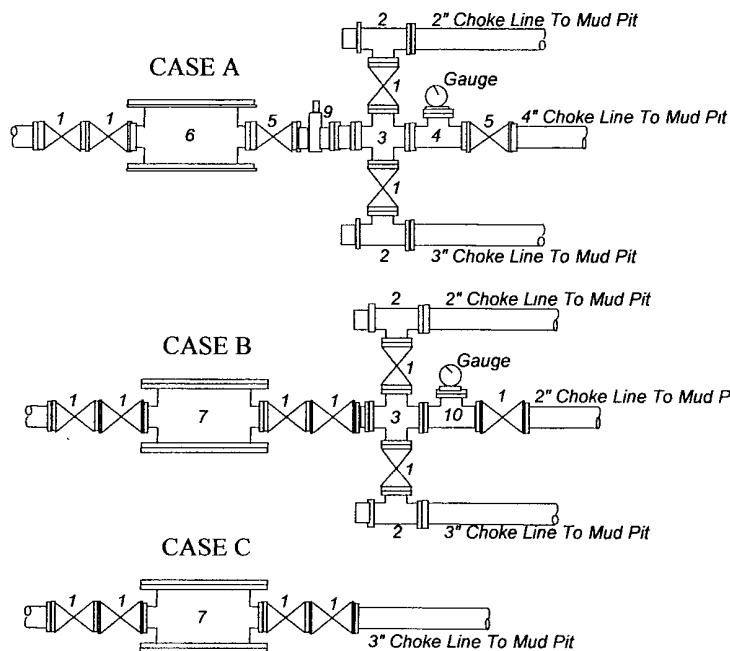 2
2" Choke Line To Mud Pit
CASE A
Gauge
1
1
1
6
5
9
3
4
5
4" Choke Line To Mud Pit
1
2
3" Choke Line To Mud Pit
2
2" Choke Line To Mud Pit
CASE B
1
Gauge
1
1
7
1
1
3
10
1
2" Choke Line To Mud P
1
2
3" Choke Line To Mud Pit
CASE C
1
1
7
1
1
3" Choke Line To Mud Pit